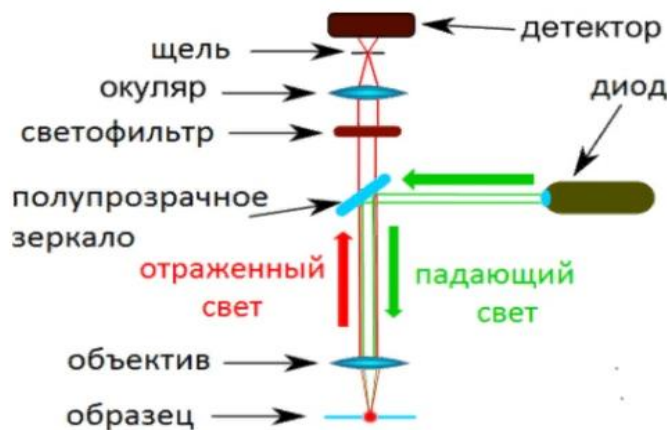 детектор
щель
окуляр
диод
светофильтр
полупрозрачное
зеркало
отраженный
свет
падающий
свет
объектив
образец